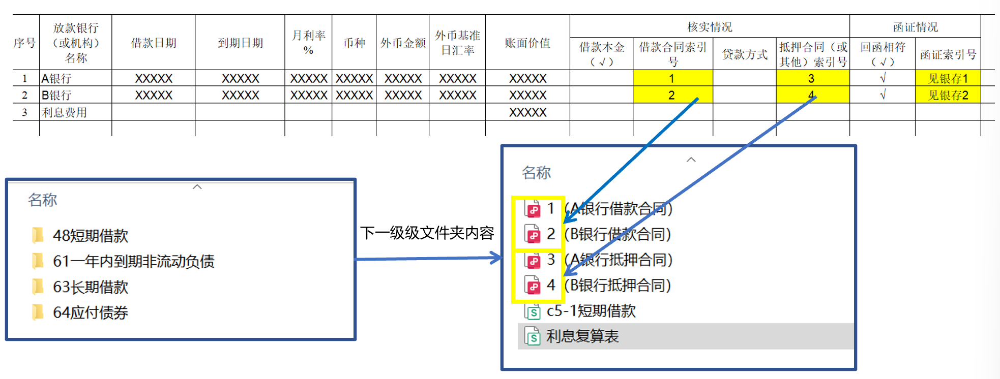 序号 放款银行（或机构）名称 借款日期 到期日期 月利率% 币种 外币金额 外币基准日汇率 账面价值 核实情况 函证情况
借款本金（√） 借款合同索引号 贷款方式 抵押合同（或其他）索引号 回函相符（√） 函证索引号
1 A银行 XXXXX XXXXX XXXXX XXXXX XXXXX XXXXX XXXXX 1 3 √ 见银存1
2 B银行 XXXXX XXXXX XXXXX XXXXX XXXXX XXXXX XXXXX 2 4 √ 见银存2
3 利息费用 XXXXX
名称
48短期借款
61一年内到期非流动负债
63长期借款
64应付债券
下一级级文件夹内容
名称
1（A银行借款合同）
2（B银行借款合同）
3（A银行抵押合同）
4（B银行抵押合同）
c5-1短期借款
利息复算表